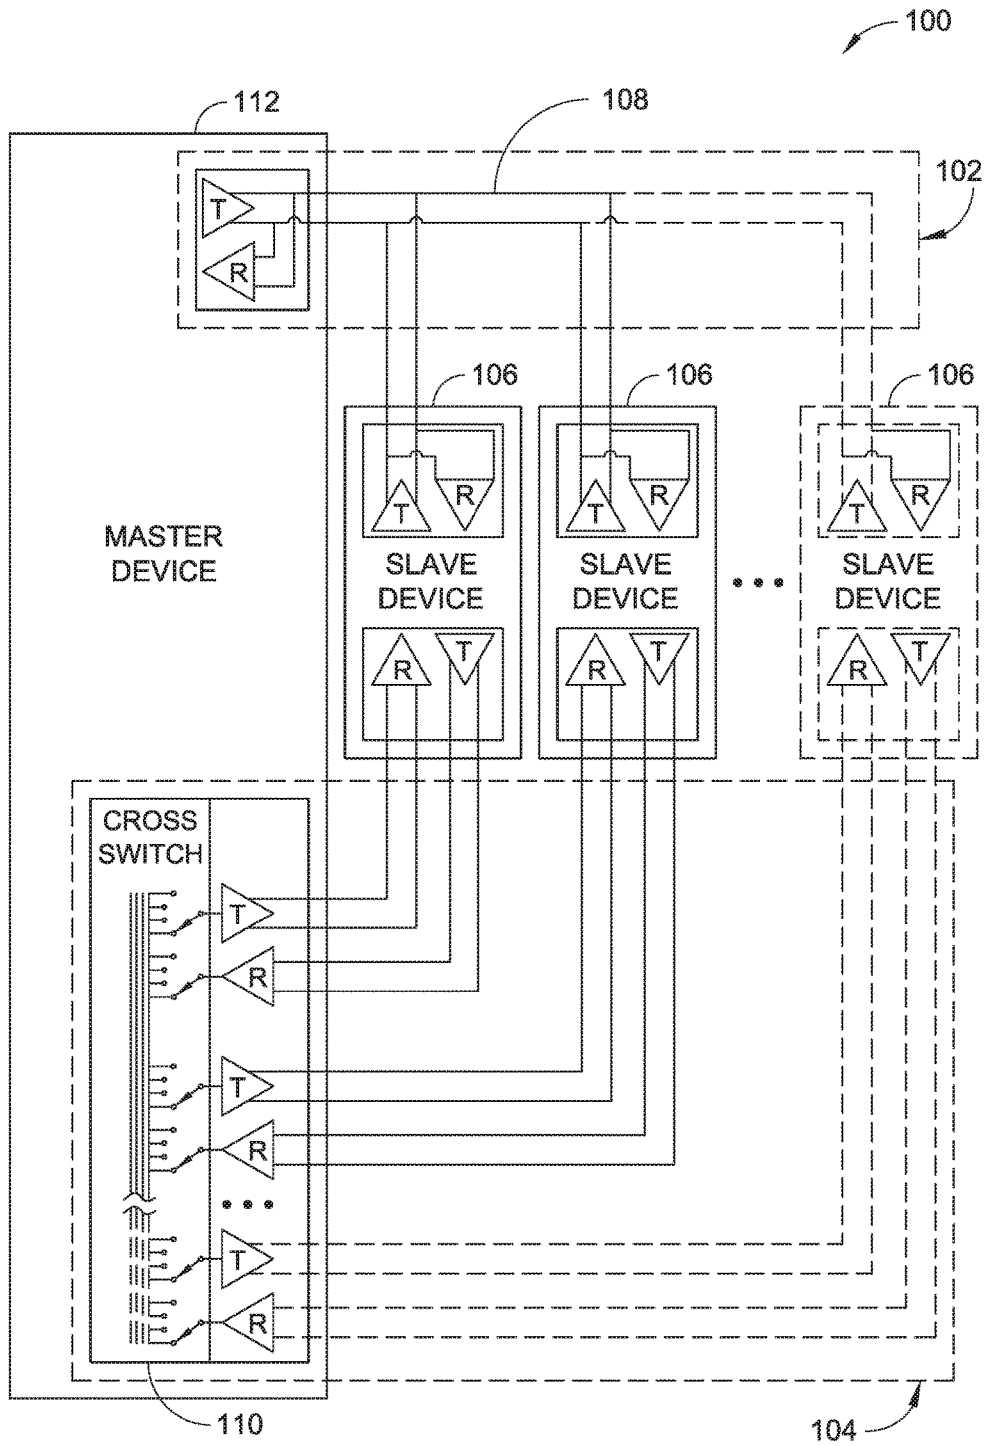 100
112
108
102
T
R
106
106
106
T
R
T
R
T
R
MASTER
DEVICE
SLAVE
DEVICE
SLAVE
DEVICE
SLAVE
DEVICE
R
T
R
T
R
T
CROSS
SWITCH
T
R
T
R
T
R
110
104